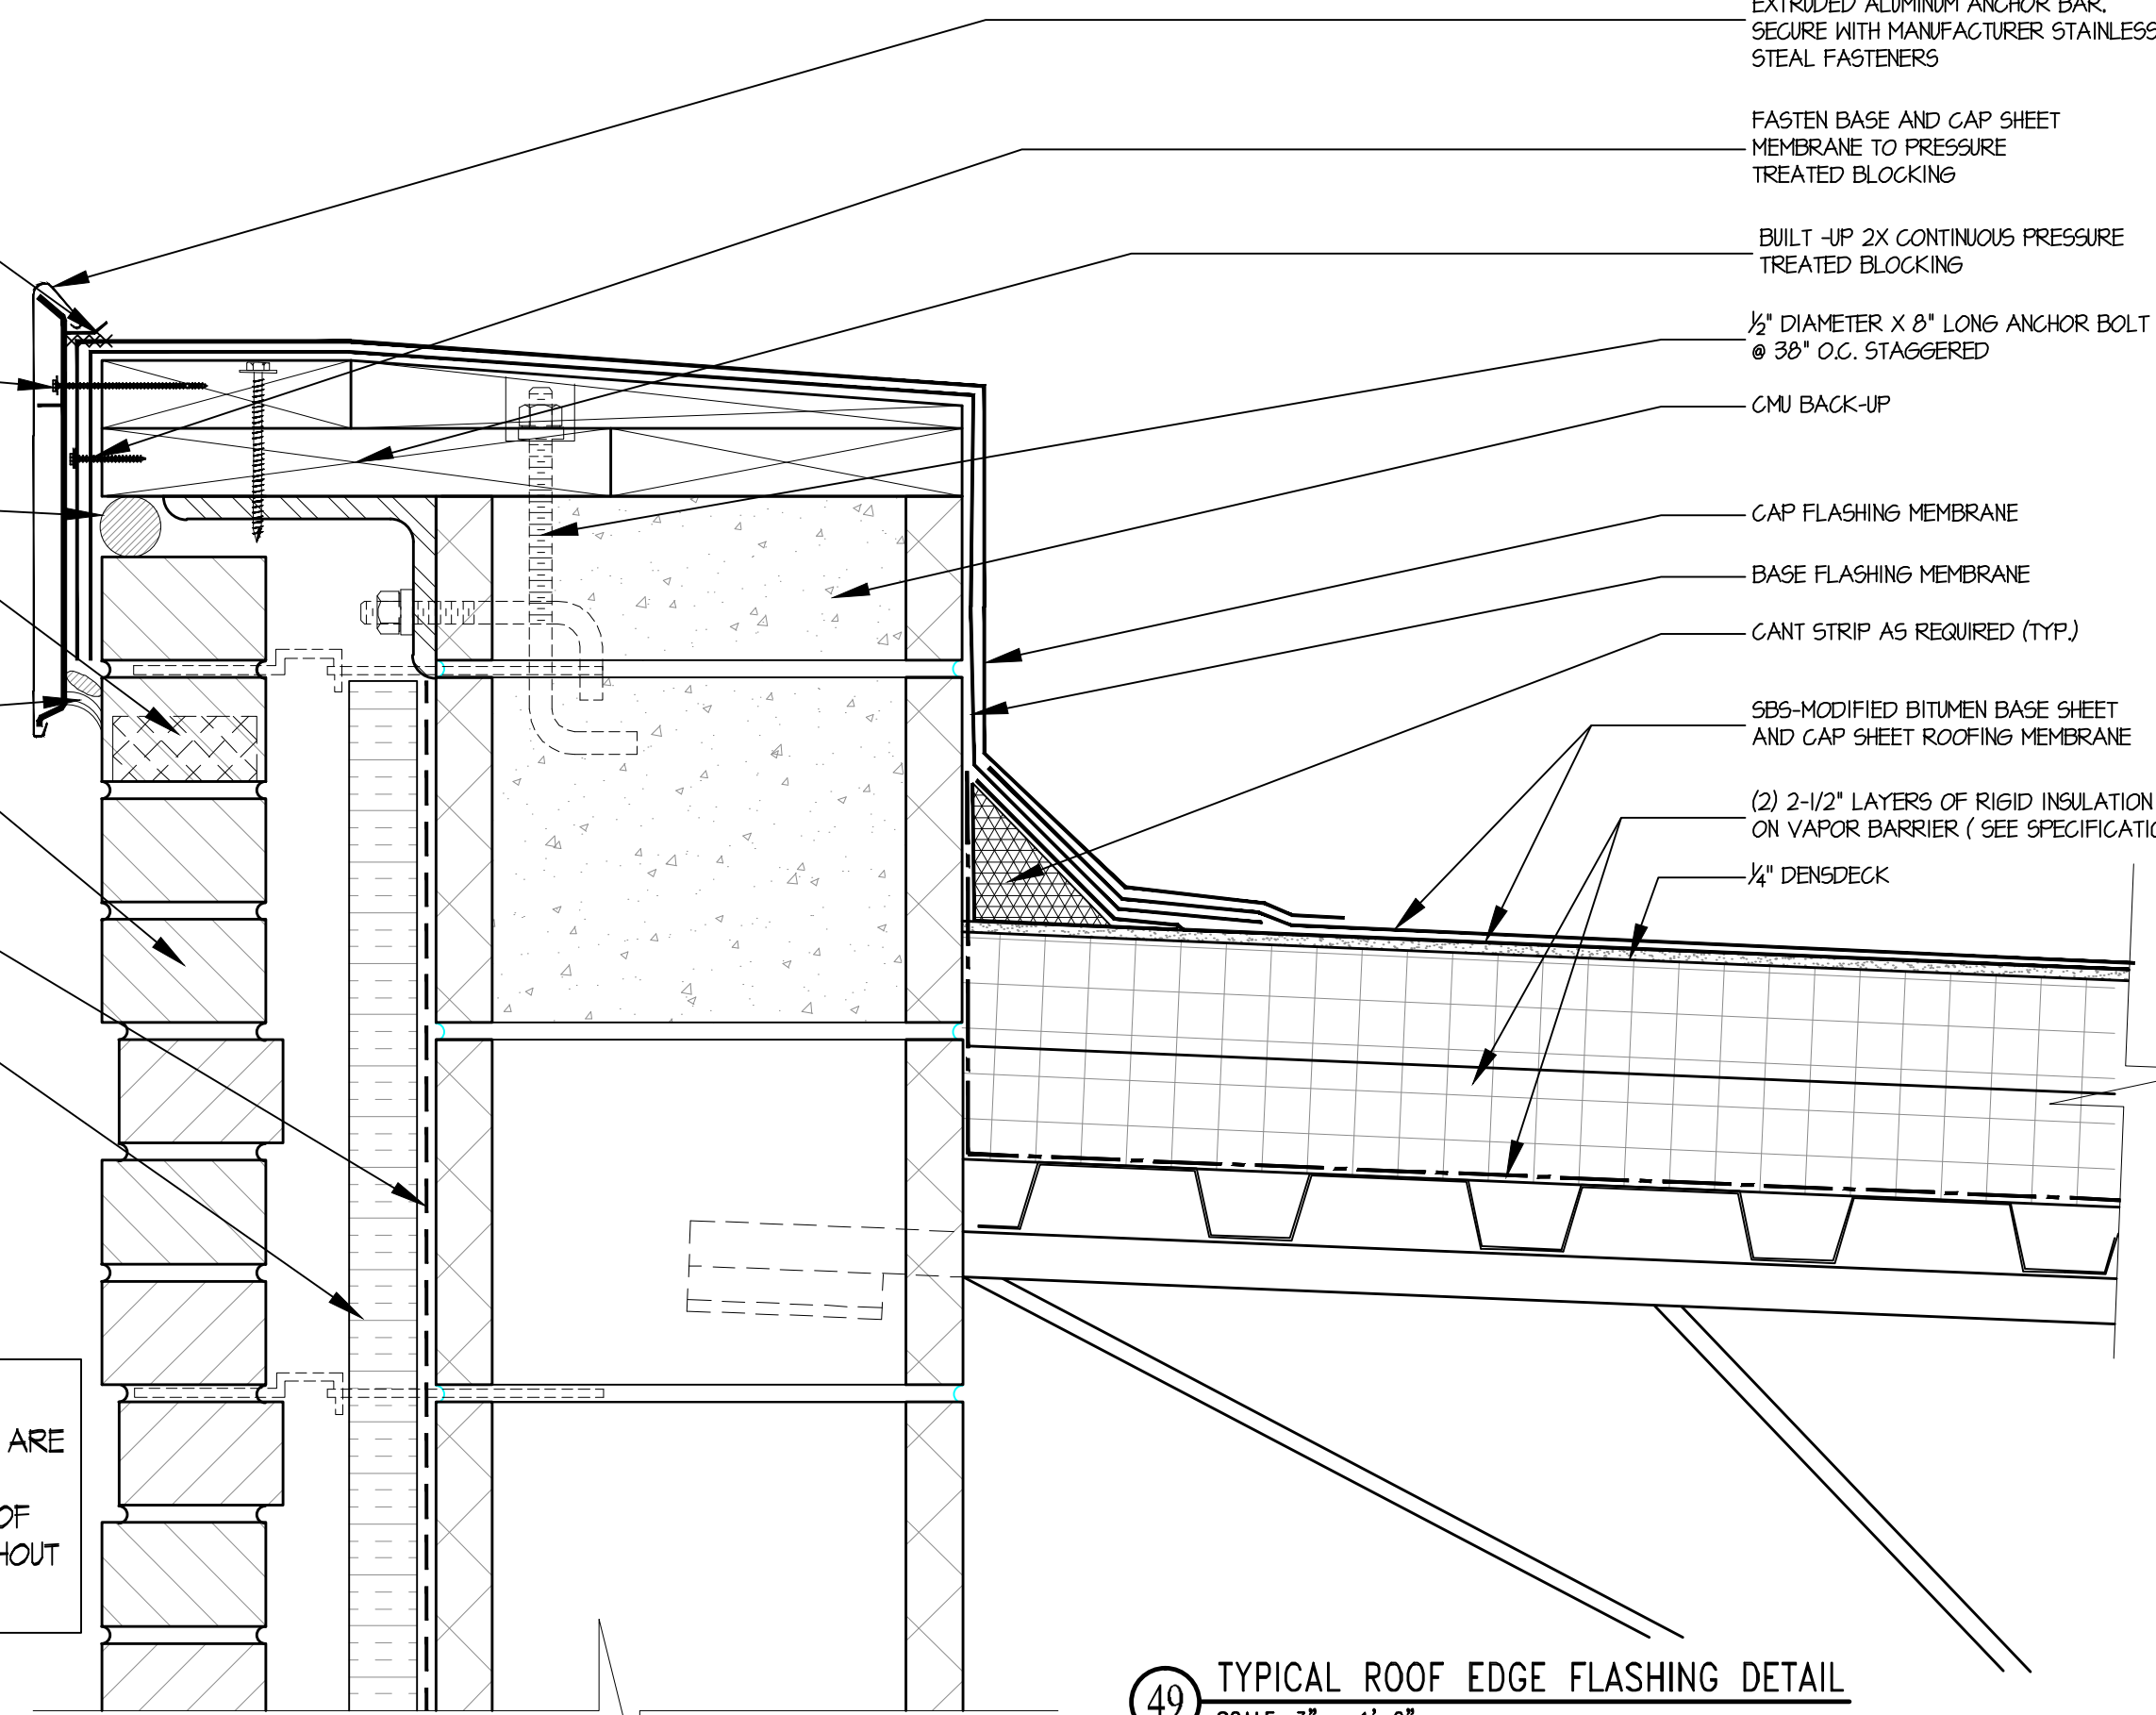 EXTRUDED ALUMINUM ANCHOR BAR.
SECURE WITH MANUFACTURER STAINLESS
STEAL FASTENERS
FASTEN BASE AND CAP SHEET
MEMBRANE TO PRESSURE
TREATED BLOCKING
BUILT -UP 2X CONTINUOUS PRESSURE
TREATED BLOCKING
½" DIAMETER X 8" LONG ANCHOR BOLT
@ 38" O.C. STAGGERED
CMU BACK-UP
CAP FLASHING MEMBRANE
BASE FLASHING MEMBRANE
CANT STRIP AS REQUIRED (TYP.)
SBS-MODIFIED BITUMEN BASE SHEET
AND CAP SHEET ROOFING MEMBRANE
(2) 2-1/2" LAYERS OF RIGID INSULATION
ON VAPOR BARRIER ( SEE
¼" DENSDECK
ARE
OF
49
TYPICAL ROOF EDGE FLASHING DETAIL